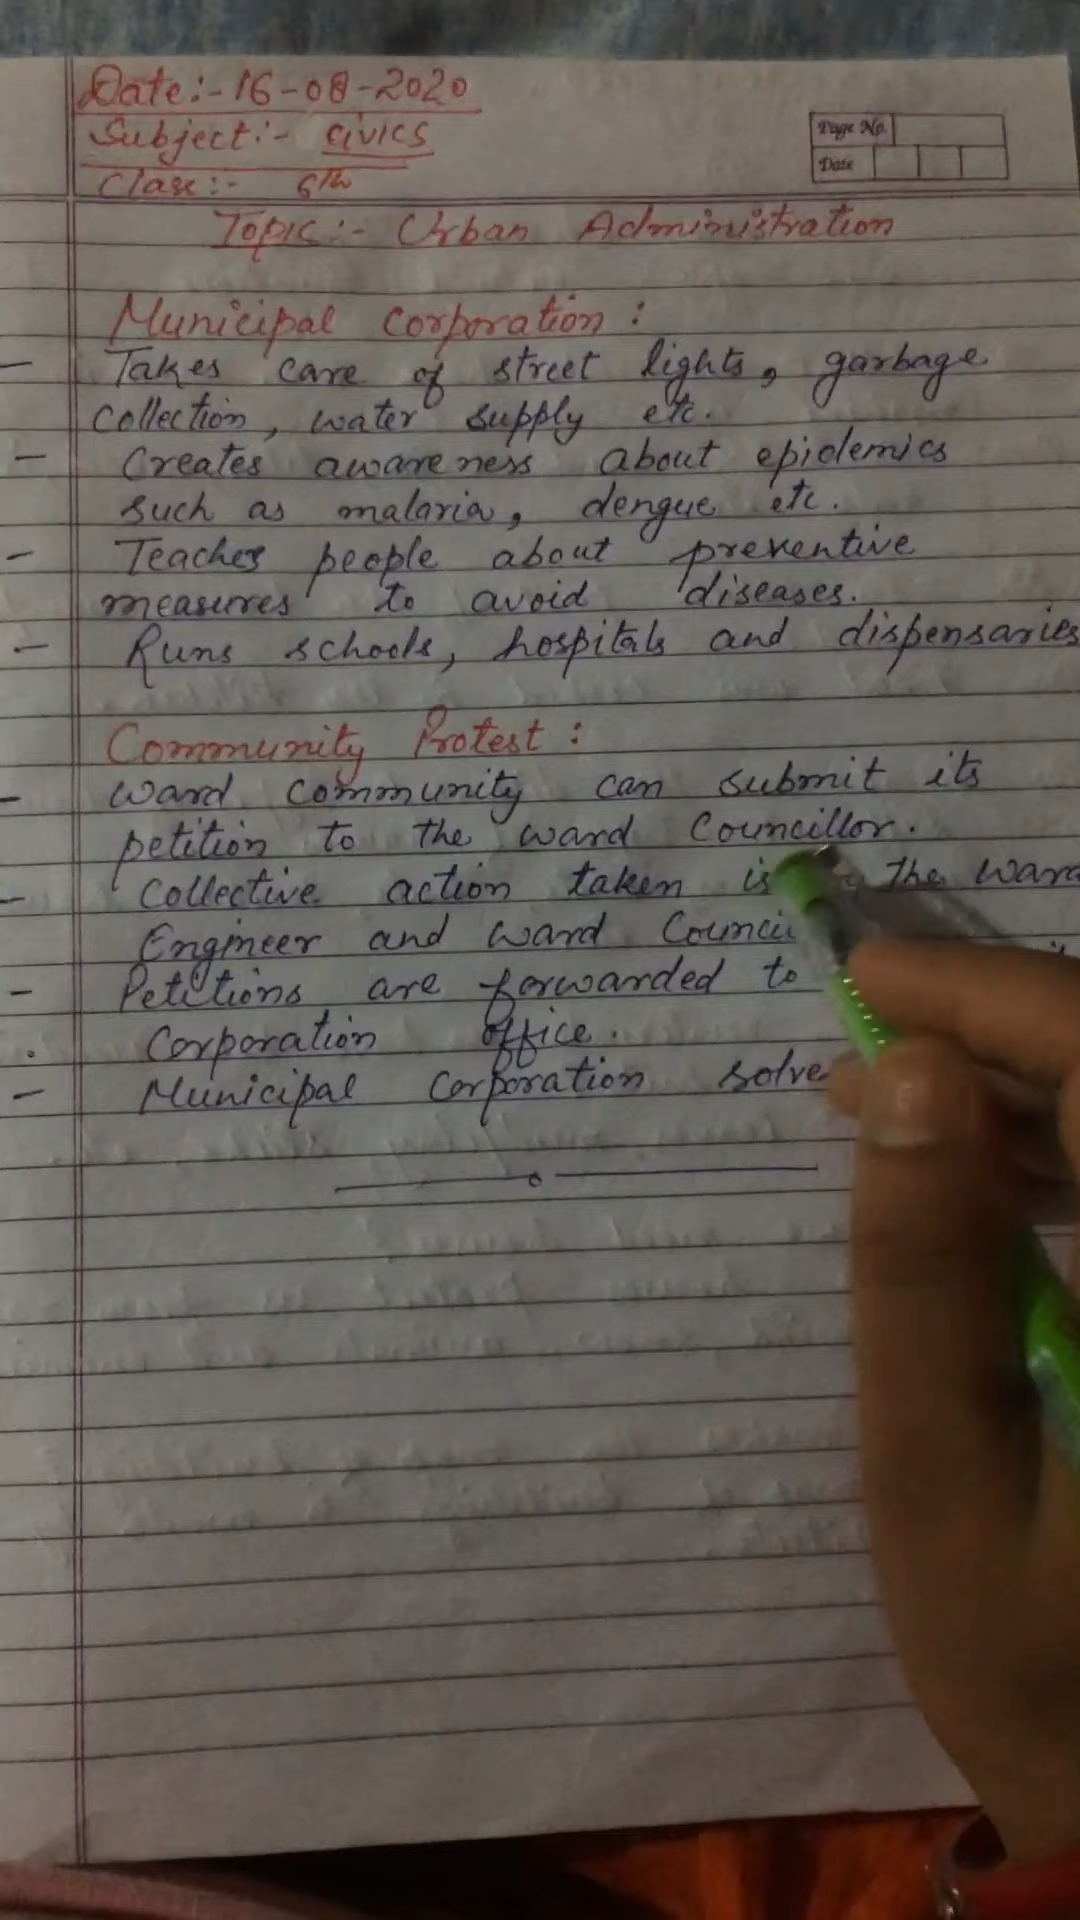 Date:- 16-08-2020
Subject:- civics
Page No.
Date
Class:- 6th
Topic:- Urban Administration
Municipal corporation:
- Takes care of street lights, garbage
collection, water supply etc.
- Creates awareness about epidemics
such as malaria, dengue etc.
- Teaches people about preventive
measures to avoid diseases.
- Runs schools, hospitals and dispensaries
Community Protest:
- Ward community can submit its
petition to the ward Councillor.
- Collective action taken is the Ward
Engineer and ward
- Petitions are forwarded to
. Corporation office.
- Municipal Corporation